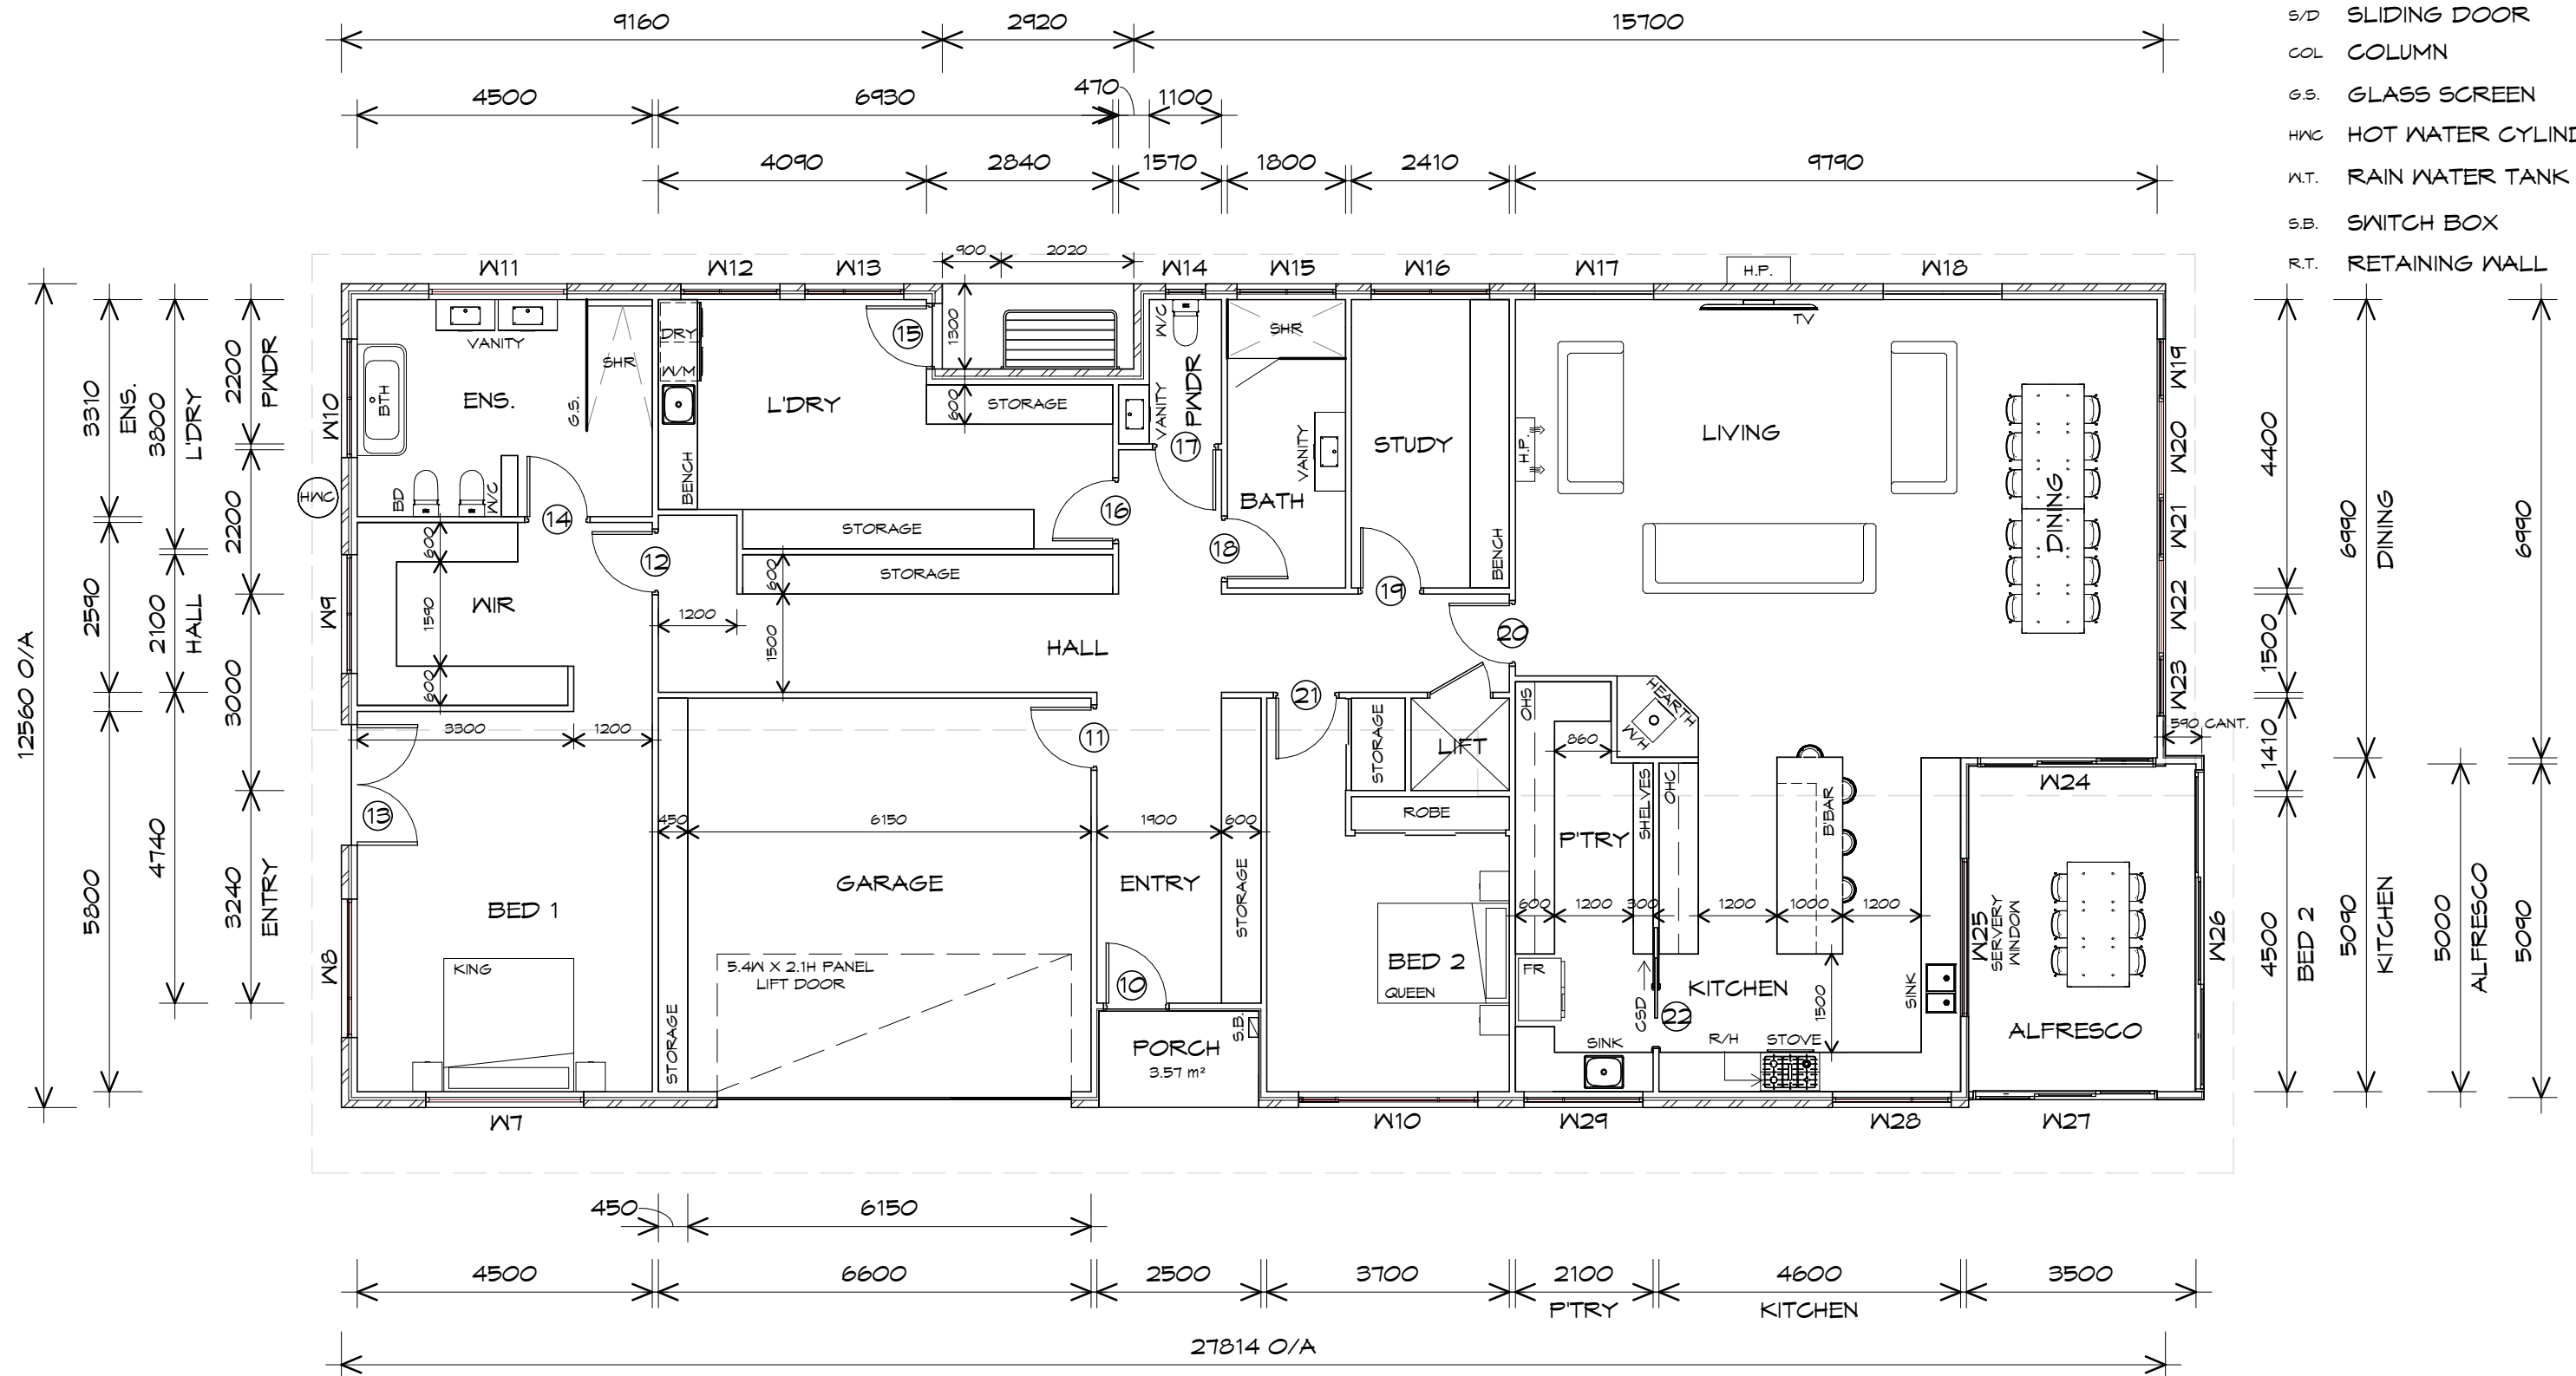 9160 2920 15700
S/D SLIDING DOOR
COL COLUMN
4500 6930 470 1100
G.S. GLASS SCREEN
HWC HOT WATER CYLIND
4090 2840 1570 1800 2410 9790
W.T. RAIN WATER TANK
S.B. SWITCH BOX
R.T. RETAINING WALL
900 2020
W11 W12 W13 W14 W15 W16 W17 H.P. W18
1300
TV
VANITY
DRY
W/M
15
W/C
SHR
SHR
BTH
ENS.
G.S.
L'DRY
600
STORAGE
VANITY
PWDR
17
BENCH
VANITY
BATH
STUDY
H.P.
LIVING
DINING
W19
W20
W21
W22
W23
W10
HWC
BD
W/C
14
16
STORAGE
18
BENCH
12
600
STORAGE
19
W9
600
1590
600
WIR
1200
1500
HALL
20
3300 1200
21
11
STORAGE
LIFT
OHS
HEARTH
W/H
590 CANT.
860
13
450 6150 1900 600
ROBE
P'TRY
SHELVES
OHC
B'BAR
W24
BED 1
GARAGE
ENTRY
STORAGE
600 1200 300 1200 1000 1200
W25
SERVERY
WINDOW
W26
W8
KING
5.4W X 2.1H PANEL
LIFT DOOR
10
BED 2
QUEEN
FR
CSD
22
KITCHEN
1500
SINK
ALFRESCO
STORAGE
PORCH
3.57 m²
S.B.
SINK
R/H
STOVE
W7 W10 W29 W28 W27
12560 O/A
3310
ENS.
2590
5800
3800
L'DRY
2100
HALL
4740
2200
PWDR
2200
3000
3240
ENTRY
4400
1500
1410
4500
BED 2
6990
DINING
5090
KITCHEN
5000
ALFRESCO
6990
5090
450 6150
4500 6600 2500 3700 2100 4600 3500
P'TRY KITCHEN
27814 O/A